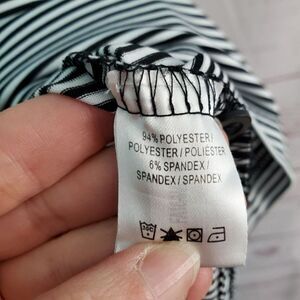 94% POLYESTER/
POLYESTER / POLIÉSTER
6% SPANDEX/
SPANDEX / SPANDEX